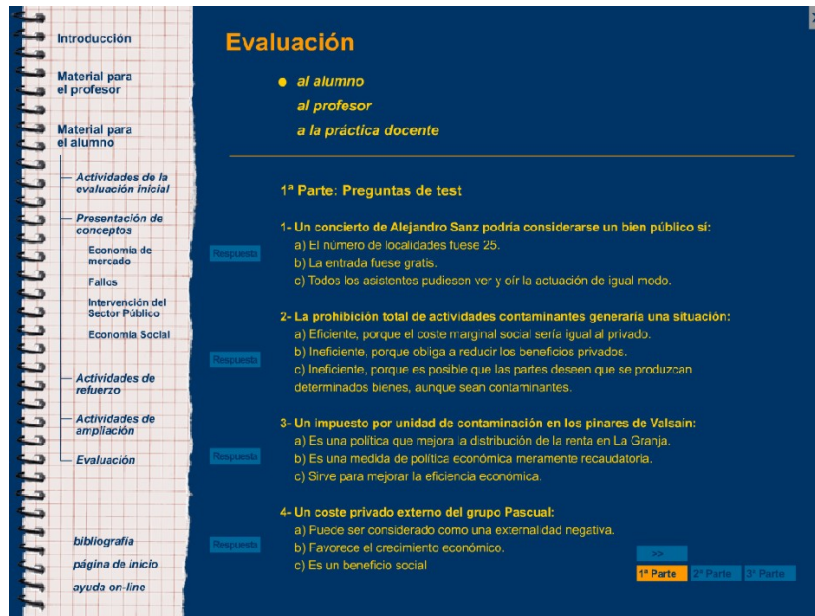 Introducción
Material para
el profesor
Material para
el alumno
Actividades de la
evaluación inicial
Presentación de
conceptos
Economía de
mercado
Fallos
Intervención del
Sector Público
Economía Social
Actividades de
refuerzo
Actividades de
ampliación
Evaluación
bibliografía
página de inicio
ayuda on-line
Evaluación
al alumno
al profesor
a la práctica docente
1ª Parte: Preguntas de test
1- Un concierto de Alejandro Sanz podría considerarse un bien público sí:
a) El número de localidades fuese 25.
b) La entrada fuese gratis.
c) Todos los asistentes pudiesen ver y oír la actuación de igual modo.
Respuesta
2- La prohibición total de actividades contaminantes generaría una situación:
a) Eficiente, porque el coste marginal social sería igual al privado.
b) Ineficiente, porque obliga a reducir los beneficios privados.
c) Ineficiente, porque es posible que las partes deseen que se produzcan
determinados bienes, aunque sean contaminantes.
Respuesta
3- Un impuesto por unidad de contaminación en los pinares de Valsaín:
a) Es una política que mejora la distribución de la renta en La Granja.
b) Es una medida de política económica meramente recaudatoria.
c) Sirve para mejorar la eficiencia económica.
Respuesta
4- Un coste privado externo del grupo Pascual:
a) Puede ser considerado como una externalidad negativa.
b) Favorece el crecimiento económico.
c) Es un beneficio social
Respuesta
>>
1ª Parte 2ª Parte 3ª Parte